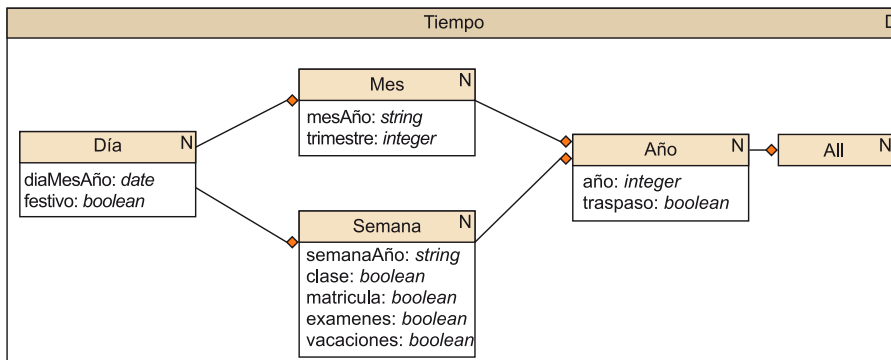 Tiempo
D
Día
N
diaMesAño: date
festivo: boolean
Mes
N
mesAño: string
trimestre: integer
Semana
N
semanaAño: string
clase: boolean
matricula: boolean
examenes: boolean
vacaciones: boolean
Año
N
año: integer
traspaso: boolean
All
N